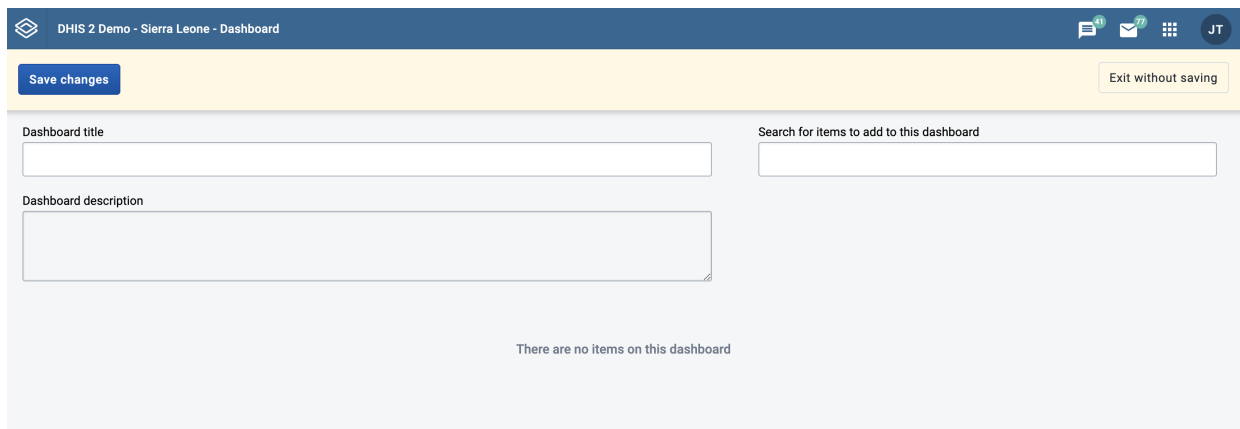 DHIS 2 Demo - Sierra Leone - Dashboard
41
77
JT
Save changes
Exit without saving
Dashboard title
Search for items to add to this dashboard
Dashboard description
There are no items on this dashboard